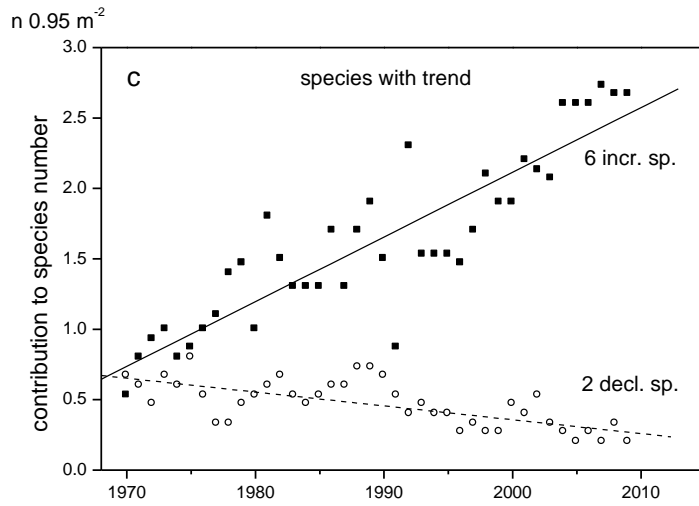 n 0.95 m-2
3.0
c
species with trend
2.5
6 incr. sp.
2.0
1.5
1.0
2 decl. sp.
0.5
0.0
contribution to species number
1970 1980 1990 2000 2010